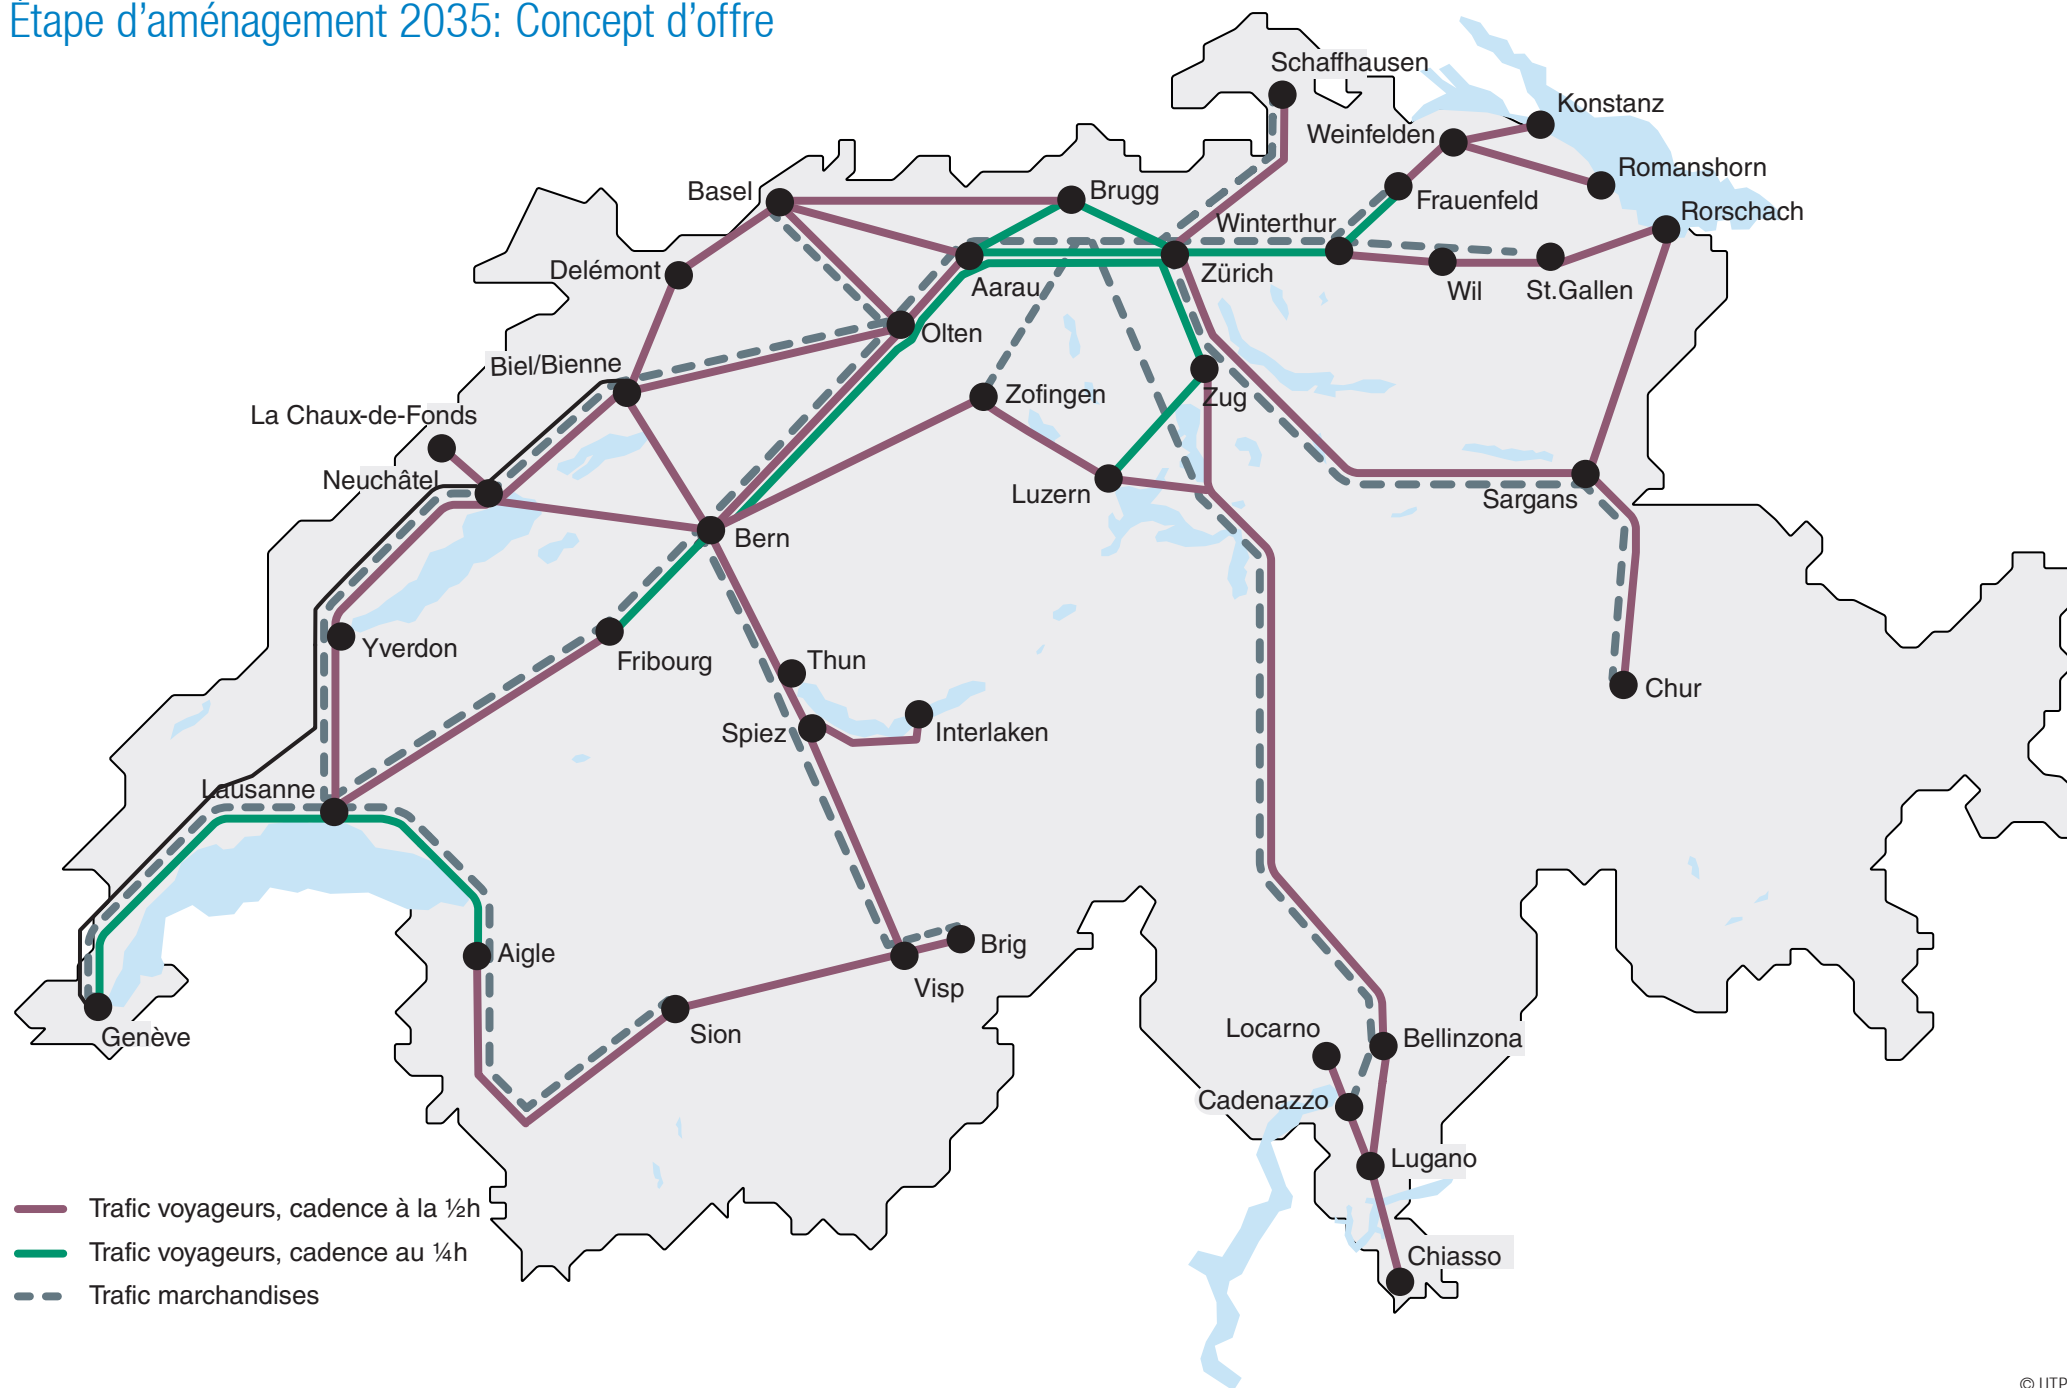 Étape d’aménagement 2035: Concept d’offre
Schaffhausen
Konstanz
Weinfelden
Romanshorn
Basel
Brugg
Frauenfeld
Rorschach
Winterthur
Delémont
Zürich
Aarau
Wil
St.Gallen
Olten
Biel/Bienne
Zofingen
Zug
La Chaux-de-Fonds
Neuchâtel
Luzern
Sargans
Bern
Yverdon
Fribourg
Thun
Chur
Spiez
Interlaken
Lausanne
Aigle
Brig
Visp
Genève
Sion
Locarno
Bellinzona
Cadenazzo
Lugano
Trafic voyageurs, cadence à la ½h
Trafic voyageurs, cadence au ¼h
Chiasso
Trafic marchandises
© UTP